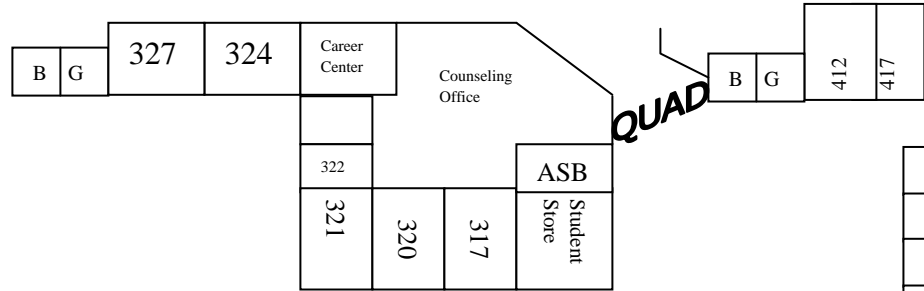 B G
327
324
Career
Center
Counseling
Office
QUAD
B G
412
417
322
ASB
321
320
317
Student
Store